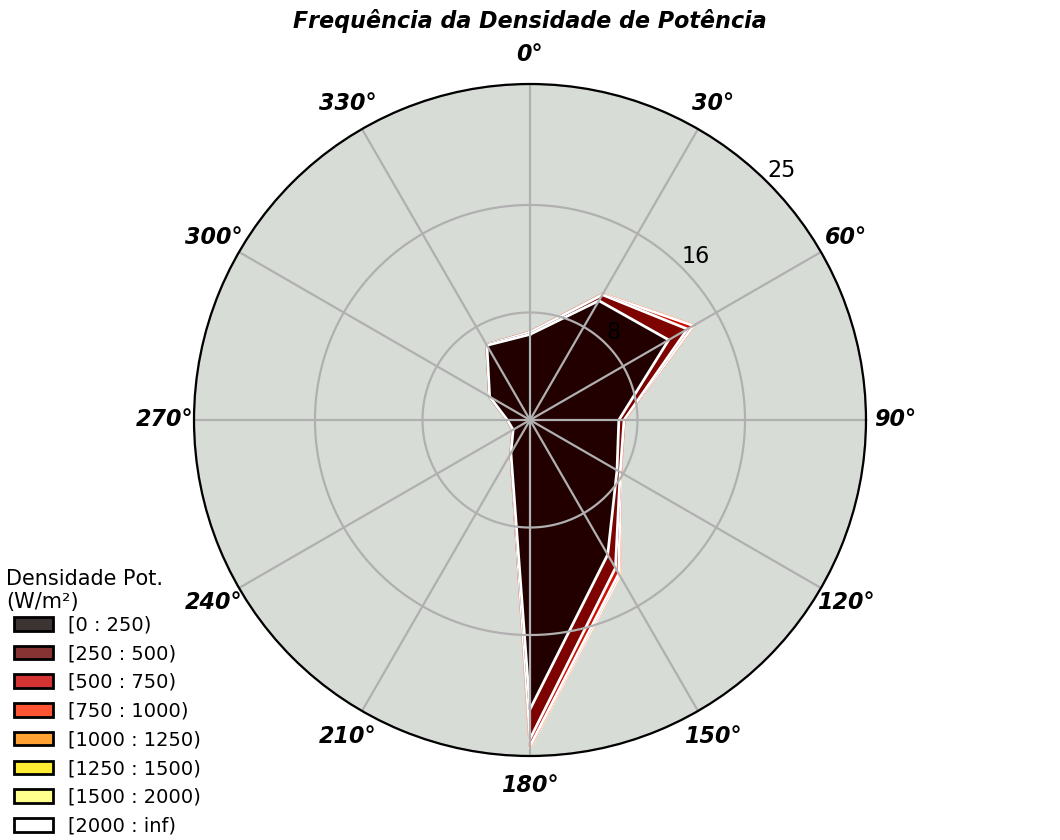 Frequência da Densidade de Potência
0°
330°
30°
25
300°
60°
16
8
270°
90°
240°
120°
210°
150°
180°
Densidade Pot.
(W/m²)
[0 : 250)
[250 : 500)
[500 : 750)
[750 : 1000)
[1000 : 1250)
[1250 : 1500)
[1500 : 2000)
[2000 : inf)